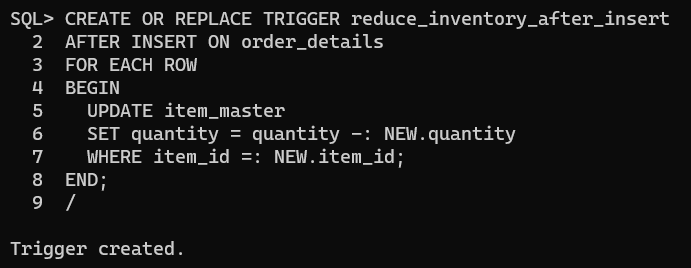 SQL> CREATE OR REPLACE TRIGGER reduce_inventory_after_insert
  2  AFTER INSERT ON order_details
  3  FOR EACH ROW
  4  BEGIN
  5    UPDATE item_master
  6    SET quantity = quantity -: NEW.quantity
  7    WHERE item_id =: NEW.item_id;
  8  END;
  9  /
Trigger created.